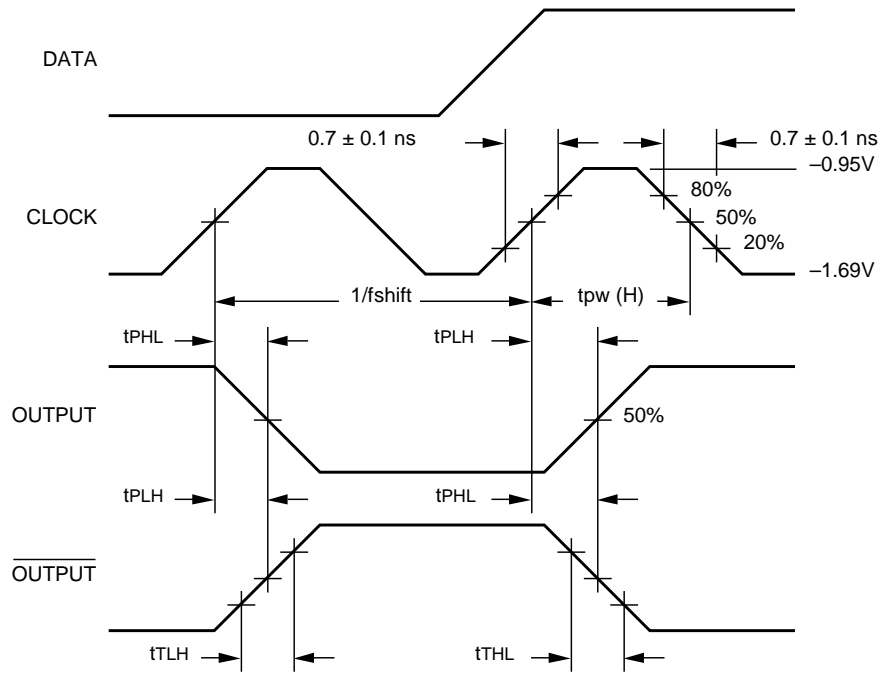 DATA
0.7 ± 0.1 ns
0.7 ± 0.1 ns
–0.95V
80%
CLOCK
50%
20%
–1.69V
1/fshift
tpw (H)
tPHL
tPLH
OUTPUT
50%
tPLH
tPHL
OUTPUT
tTLH
tTHL